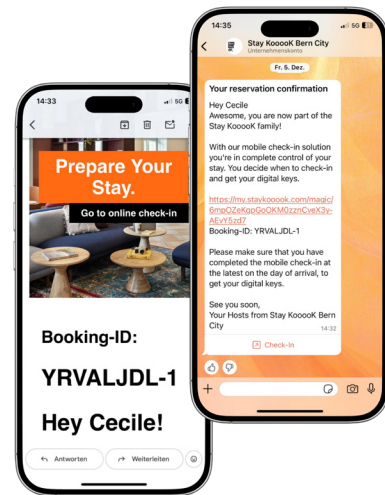 14:33
5G
Prepare Your
Stay.
Go to online check-in
Booking-ID:
YRVALJDL-1
Hey Cecile!
Antworten
Weiterleiten
14:35
5G
Stay KooooK Bern City
Unternehmenskonto
Fr, 5. Dez.
Your reservation confirmation
Hey Cecile
Awesome, you are now part of the
Stay KooooK family!
With our mobile check-in solution
you're in complete control of your
stay. You decide when to check-in
and get your digital keys.
https://my.staykooook.com/magic/
6mpOZeKqpGoOKM0zznCveX3y-
AEvY5zd7
Booking-ID: YRVALJDL-1
Please make sure that you have
completed the mobile check-in at
the latest on the day of arrival, to
get your digital keys.
See you soon,
Your Hosts from Stay KooooK Bern
City
14:32
Check-In